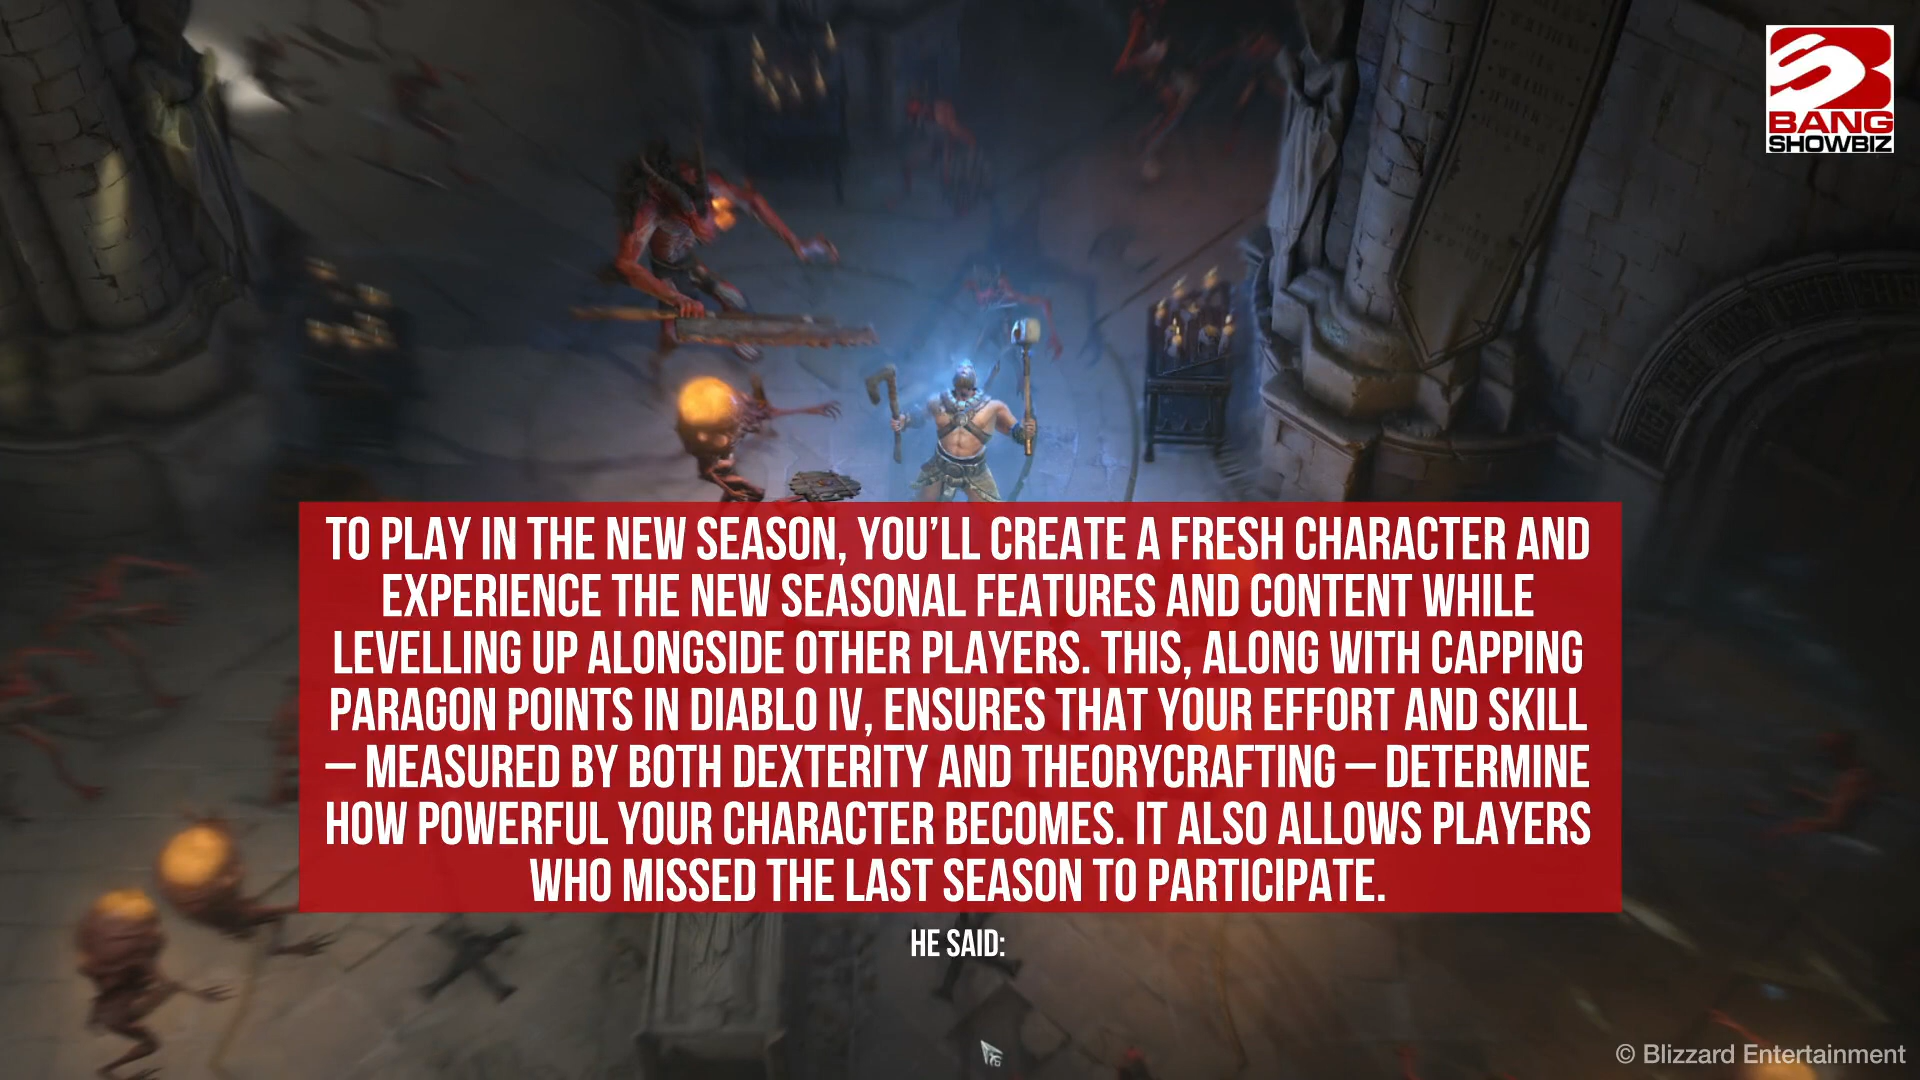 BANG
SHOWBIZ
TO PLAY IN THE NEW SEASON, YOU’LL CREATE A FRESH CHARACTER AND
EXPERIENCE THE NEW SEASONAL FEATURES AND CONTENT WHILE
LEVELLING UP ALONGSIDE OTHER PLAYERS. THIS, ALONG WITH CAPPING
PARAGON POINTS IN DIABLO IV, ENSURES THAT YOUR EFFORT AND SKILL
– MEASURED BY BOTH DEXTERITY AND THEORYCRAFTING – DETERMINE
HOW POWERFUL YOUR CHARACTER BECOMES. IT ALSO ALLOWS PLAYERS
WHO MISSED THE LAST SEASON TO PARTICIPATE.
HE SAID:
© Blizzard Entertainment